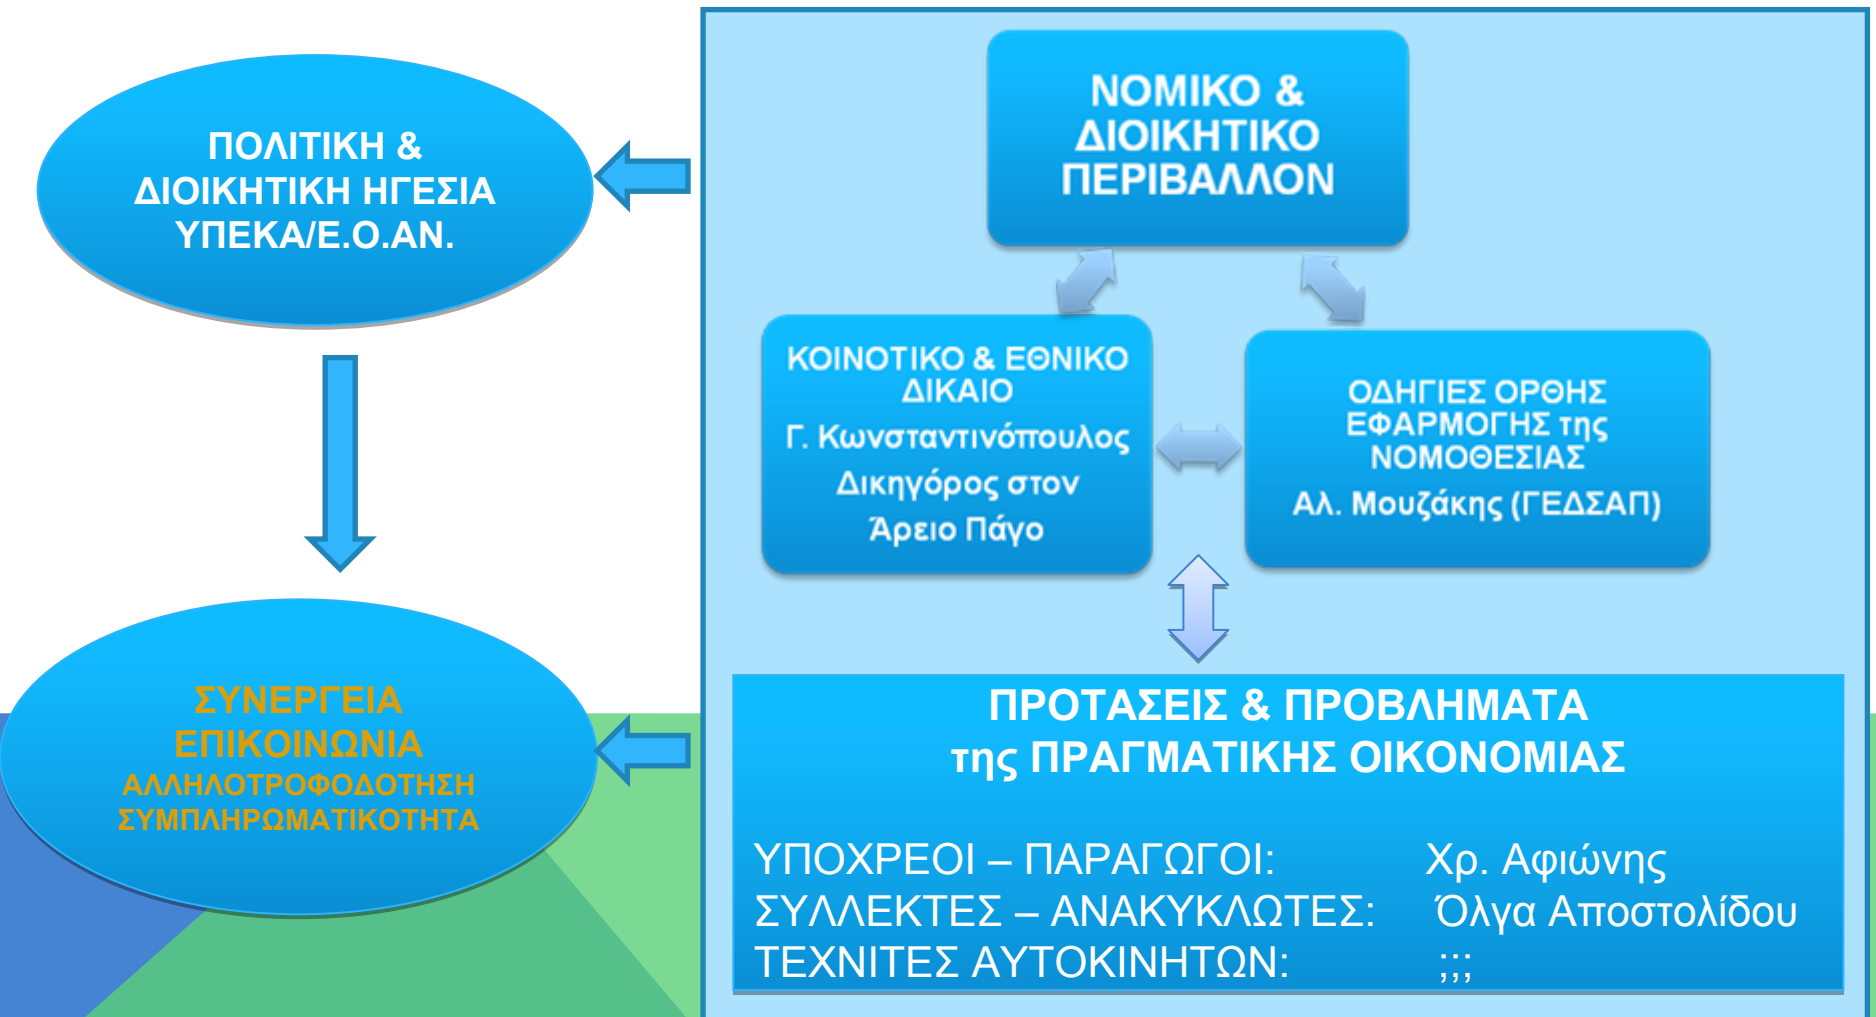 ΠΟΛΙΤΙΚΗ &
ΔΙΟΙΚΗΤΙΚΗ ΗΓΕΣΙΑ
ΥΠΕΚΑ/Ε.Ο.ΑΝ.
ΣΥΝΕΡΓΕΙΑ
ΕΠΙΚΟΙΝΩΝΙΑ
ΑΛΛΗΛΟΤΡΟΦΟΔΟΤΗΣΗ
ΣΥΜΠΛΗΡΩΜΑΤΙΚΟΤΗΤΑ
ΝΟΜΙΚΟ &
ΔΙΟΙΚΗΤΙΚΟ
ΠΕΡΙΒΑΛΛΟΝ
ΚΟΙΝΟΤΙΚΟ & ΕΘΝΙΚΟ
ΔΙΚΑΙΟ
Γ. Κωνσταντινόπουλος
Δικηγόρος στον
Άρειο Πάγο
ΟΔΗΓΙΕΣ ΟΡΘΗΣ
ΕΦΑΡΜΟΓΗΣ της
ΝΟΜΟΘΕΣΙΑΣ
Αλ. Μουζάκης (ΓΕΔΣΑΠ)
ΠΡΟΤΑΣΕΙΣ & ΠΡΟΒΛΗΜΑΤΑ
της ΠΡΑΓΜΑΤΙΚΗΣ ΟΙΚΟΝΟΜΙΑΣ
ΥΠΟΧΡΕΟΙ – ΠΑΡΑΓΩΓΟΙ: Χρ. Αφιώνης
ΣΥΛΛΕΚΤΕΣ – ΑΝΑΚΥΚΛΩΤΕΣ: Όλγα Αποστολίδου
ΤΕΧΝΙΤΕΣ ΑΥΤΟΚΙΝΗΤΩΝ: ;;;